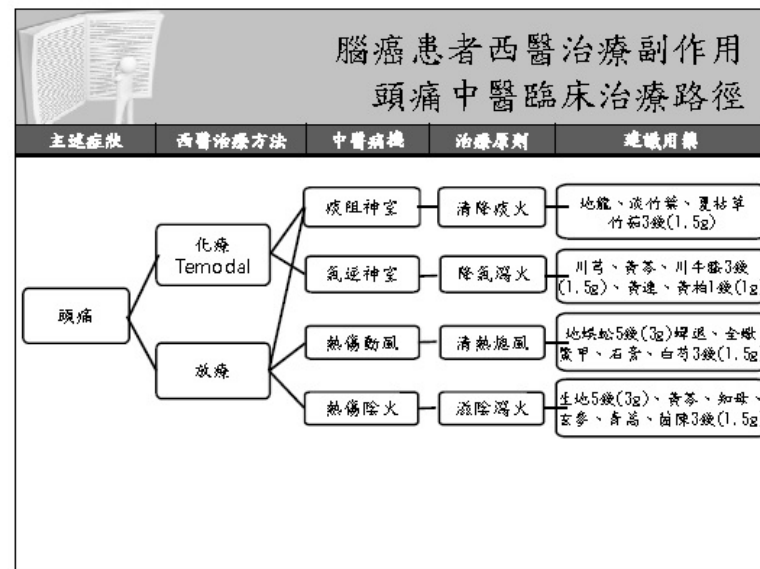 腦癌患者西醫治療副作用
頭痛中醫臨床治療路徑
主述症狀 西醫治療方法 中醫病機 治療原則 建議用藥
頭痛
化療
Temodal
放療
痰阻神室
氣逆神室
熱傷動風
熱傷陰火
清降痰火
降氣瀉火
清熱熄風
滋陰瀉火
地龍、淡竹葉、夏枯草
竹茹3錢(1.5g)
川芎、黃芩、川牛膝3錢
(1.5g)、黃連、黃柏1錢(1g
地蜈蚣5錢(3g)蟬退、全蠍
鱉甲、石膏、白芍3錢(1.5g
生地5錢(3g)、黃芩、知母、
玄參、青蒿、茵陳3錢(1.5g